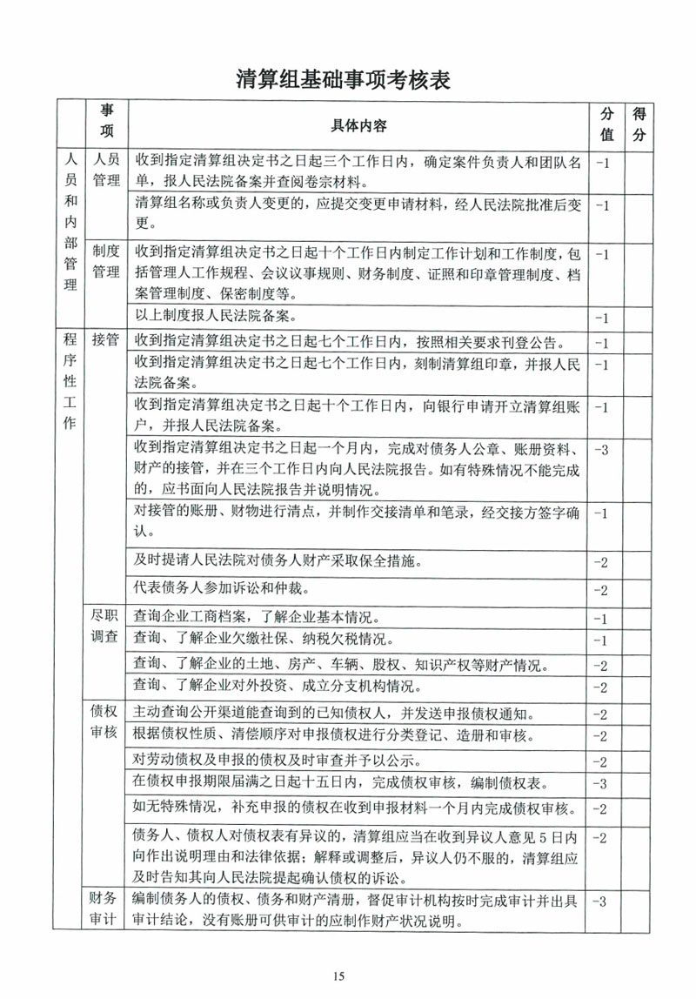 清算组基础事项考核表
事项
具体内容
分值
得分
人员和内部管理
人员管理
收到指定清算组决定书之日起三个工作日内，确定案件负责人和团队名
单，报人民法院备案并查阅卷宗材料。
-1
清算组名称或负责人变更的，应提交变更申请材料，经人民法院批准后变
更。
-1
制度管理
收到指定清算组决定书之日起十个工作日内制定工作计划和工作制度，包
括管理人工作规程、会议议事规则、财务制度、证照和印章管理制度、档
案管理制度、保密制度等。
-1
以上制度报人民法院备案。
-1
程序性工作
接管
收到指定清算组决定书之日起七个工作日内，按照相关要求刊登公告。
-1
收到指定清算组决定书之日起七个工作日内，刻制清算组印章，并报人民
法院备案。
-1
收到指定清算组决定书之日起十个工作日内，向银行申请开立清算组账
户，并报人民法院备案。
-1
收到指定清算组决定书之日起一个月内，完成对债务人公章、账册资料、
财产的接管，并在三个工作日内向人民法院报告。如有特殊情况不能完成
的，应书面向人民法院报告并说明情况。
-3
对接管的账册、财物进行清点，并制作交接清单和笔录，经交接方签字确
认。
-1
及时提请人民法院对债务人财产采取保全措施。
-2
代表债务人参加诉讼和仲裁。
-2
尽职调查
查询企业工商档案，了解企业基本情况。
-1
查询、了解企业欠缴社保、纳税欠税情况。
-1
查询、了解企业的土地、房产、车辆、股权、知识产权等财产情况。
-2
查询、了解企业对外投资、成立分支机构情况。
-2
债权审核
主动查询公开渠道能查询到的已知债权人，并发送申报债权通知。
-2
根据债权性质、清偿顺序对申报债权进行分类登记、造册和审核。
-2
对劳动债权及申报的债权及时审查并予以公示。
-2
在债权申报期限届满之日起十五日内，完成债权审核，编制债权表。
-3
如无特殊情况，补充申报的债权在收到申报材料一个月内完成债权审核。
-2
债务人、债权人对债权表有异议的，清算组应当在收到异议人意见 5 日内
向作出说明理由和法律依据；解释或调整后，异议人仍不服的，清算组应
及时告知其向人民法院提起确认债权的诉讼。
-2
财务审计
编制债务人的债权、债务和财产清册，督促审计机构按时完成审计并出具
审计结论，没有账册可供审计的应制作财产状况说明。
-3
15